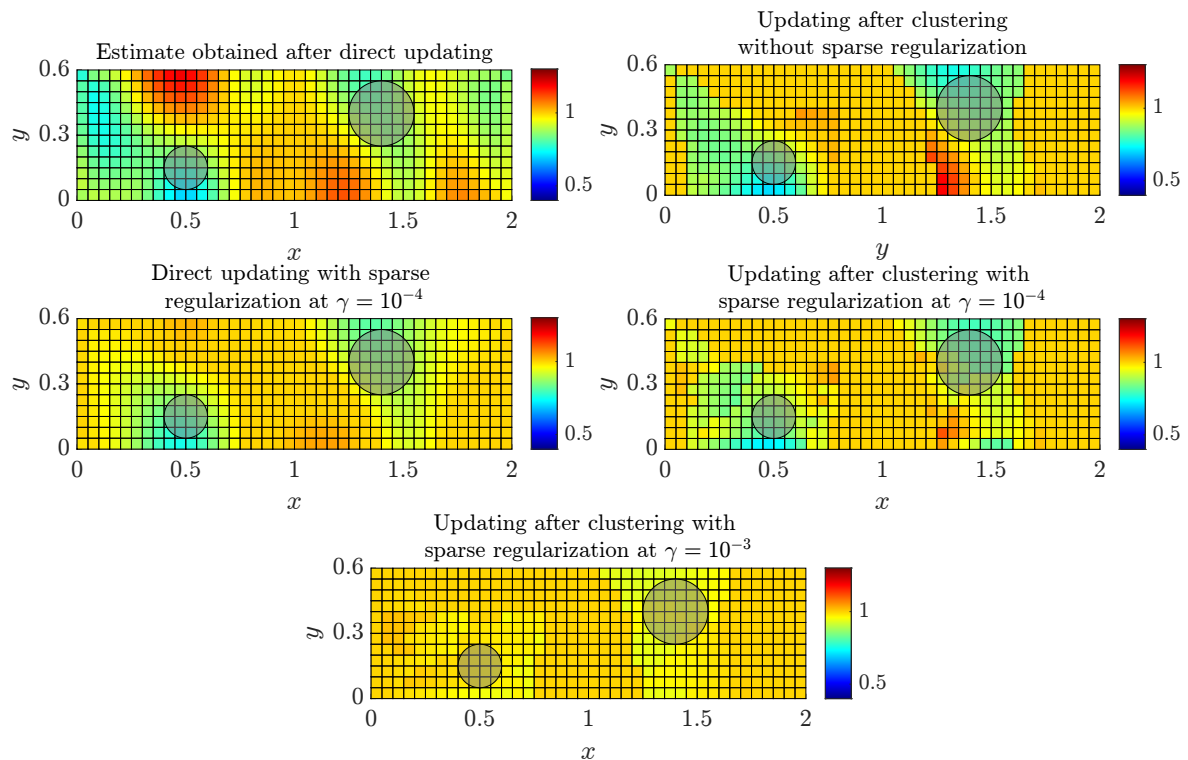 Estimate obtained after direct updating
0.6
0.3
0
y
0 0.5 1 1.5 2
x
1
0.5
Updating after clustering
without sparse regularization
0.6
0.3
0
y
0 0.5 1 1.5 2
y
1
0.5
Direct updating with sparse
regularization at γ = 10⁻⁴
0.6
0.3
0
y
0 0.5 1 1.5 2
x
1
0.5
Updating after clustering with
sparse regularization at γ = 10⁻⁴
0.6
0.3
0
y
0 0.5 1 1.5 2
x
1
0.5
Updating after clustering with
sparse regularization at γ = 10⁻³
0.6
0.3
0
y
0 0.5 1 1.5 2
x
1
0.5